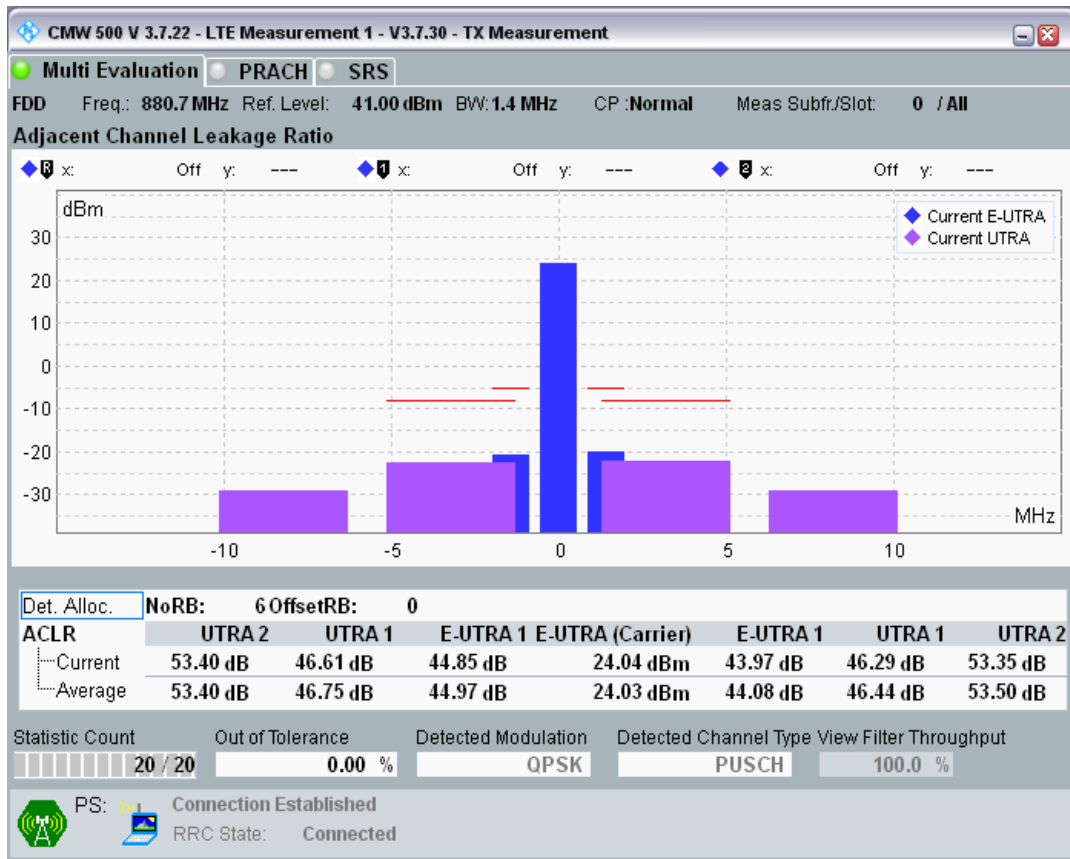 CMW 500 V 3.7.22 - LTE Measurement 1 - V3.7.30 - TX Measurement
Multi Evaluation PRACH SRS
FDD Freq.: 880.7 MHz Ref. Level: 41.00 dBm BW: 1.4 MHz CP :Normal Meas Subfr./Slot: 0 / All
Adjacent Channel Leakage Ratio
R x: Off y: --- 1 x: Off y: --- 2 x: Off y: ---
dBm
Current E-UTRA
Current UTRA
30
20
10
0
-10
-20
-30
MHz
-10 -5 0 5 10
Det. Alloc. NoRB: 6 OffsetRB: 0
ACLR UTRA 2 UTRA 1 E-UTRA 1 E-UTRA (Carrier) E-UTRA 1 UTRA 1 UTRA 2
Current 53.40 dB 46.61 dB 44.85 dB 24.04 dBm 43.97 dB 46.29 dB 53.35 dB
Average 53.40 dB 46.75 dB 44.97 dB 24.03 dBm 44.08 dB 46.44 dB 53.50 dB
Statistic Count Out of Tolerance Detected Modulation Detected Channel Type View Filter Throughput
20 / 20 0.00 % QPSK PUSCH 100.0 %
PS: Connection Established
RRC State: Connected